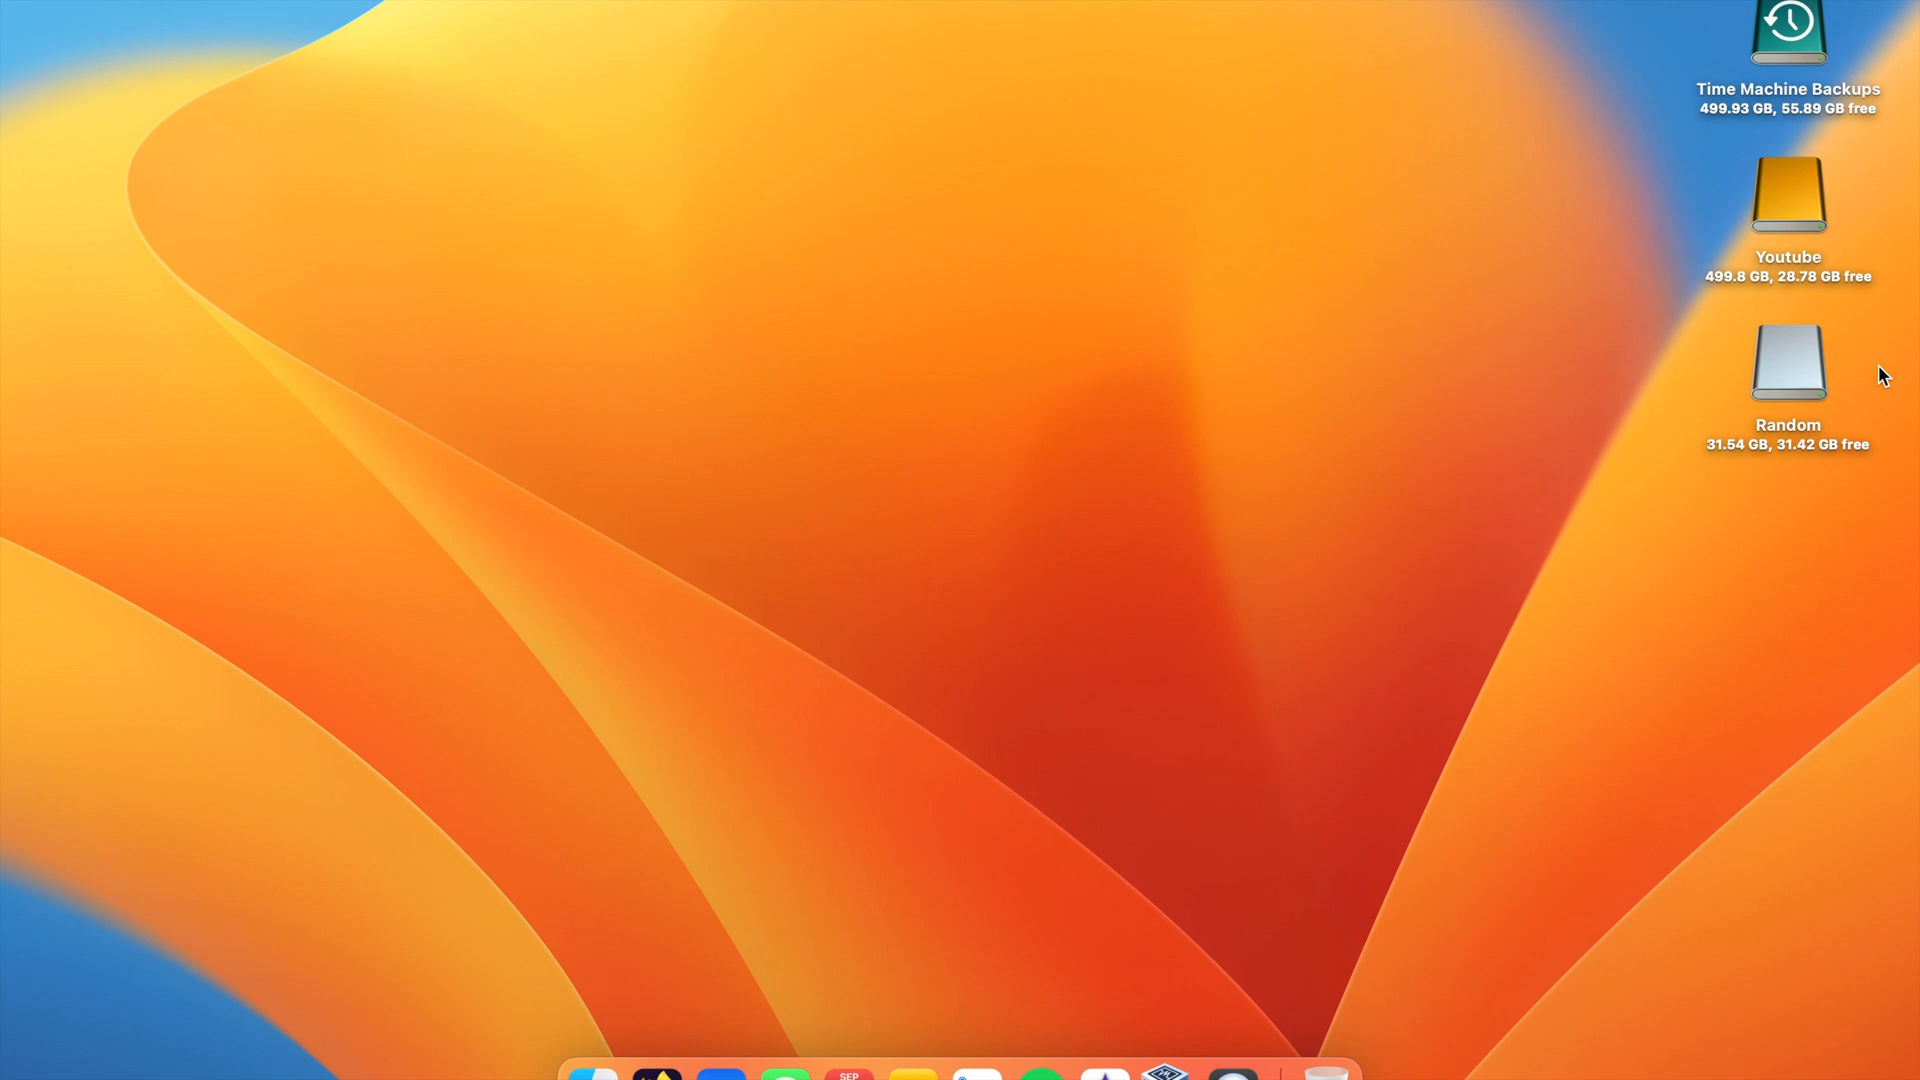 Time Machine Backups
499.93 GB, 55.89 GB free
Youtube
499.8 GB, 28.78 GB free
Random
31.54 GB, 31.42 GB free
SEP